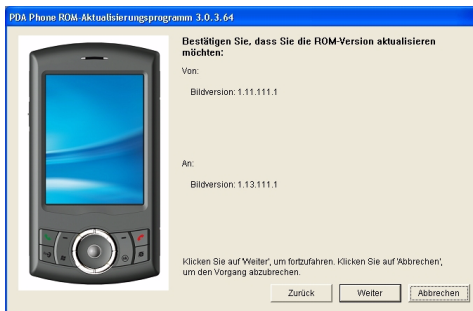 PDA Phone ROM-Aktualisierungsprogramm 3.0.3.64
Bestätigen Sie, dass Sie die ROM-Version aktualisieren
möchten:
Von:
Bildversion: 1.11.111.1
An:
Bildversion: 1.13.111.1
Klicken Sie auf 'Weiter', um fortzufahren. Klicken Sie auf 'Abbrechen',
um den Vorgang abzubrechen.
Zurück Weiter Abbrechen